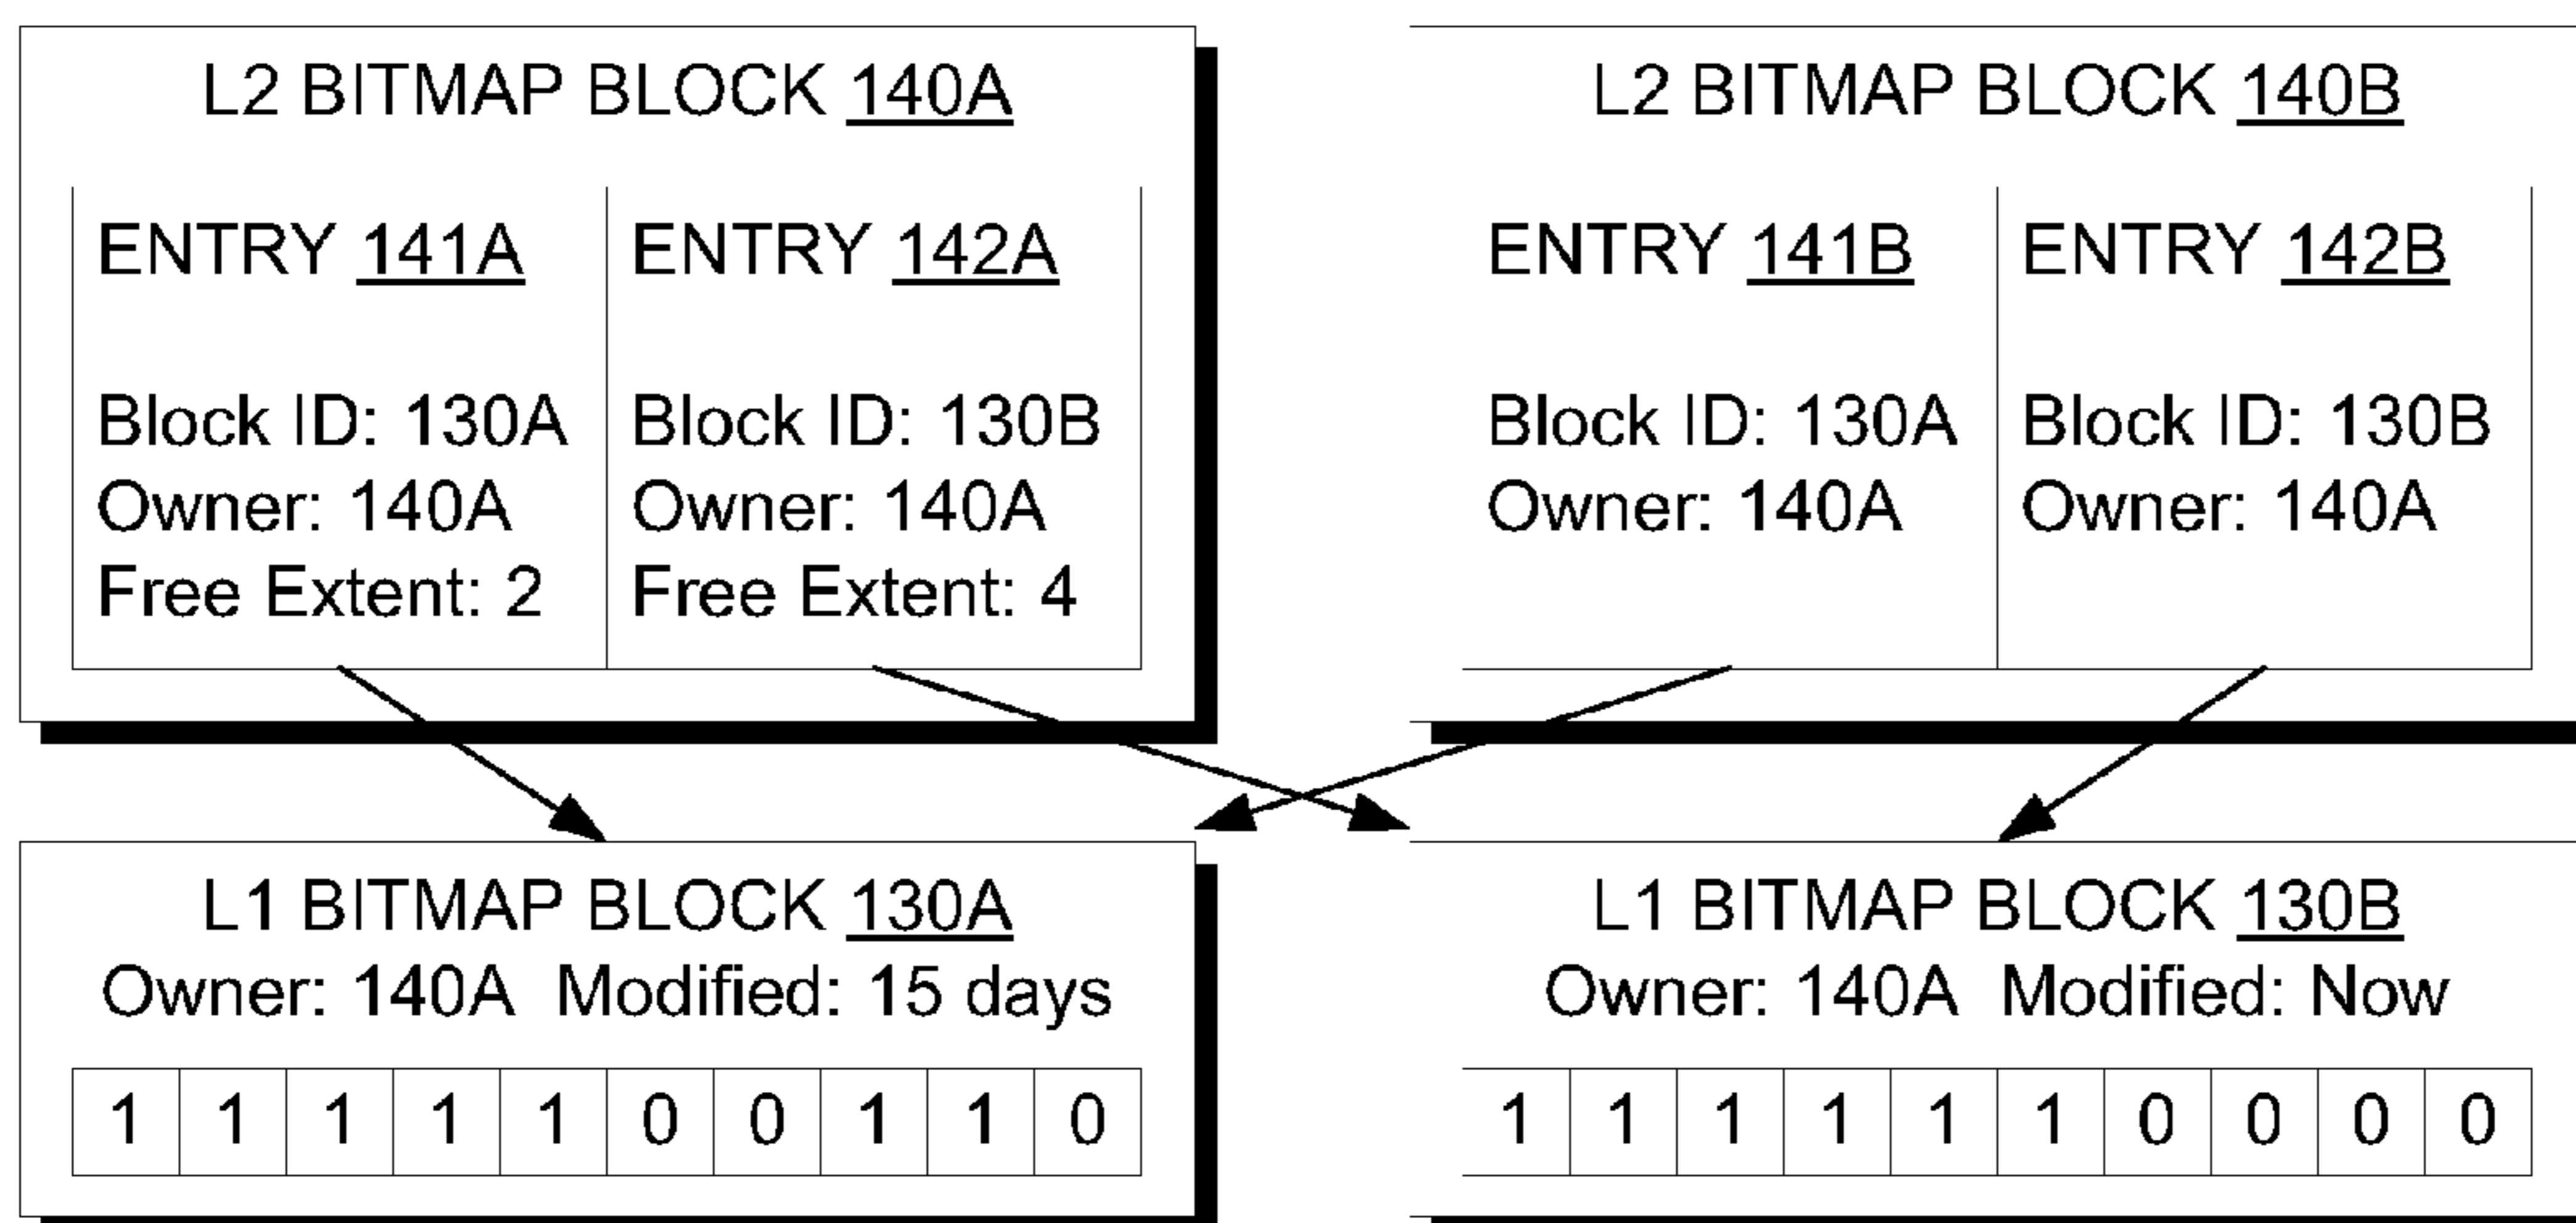 L2 BITMAP BLOCK 140A
ENTRY 141A
Block ID: 130A
Owner: 140A
Free Extent: 2
ENTRY 142A
Block ID: 130B
Owner: 140A
Free Extent: 4
L2 BITMAP BLOCK 140B
ENTRY 141B
Block ID: 130A
Owner: 140A
ENTRY 142B
Block ID: 130B
Owner: 140A
L1 BITMAP BLOCK 130A
Owner: 140A Modified: 15 days
1 1 1 1 1 0 0 1 1 0
L1 BITMAP BLOCK 130B
Owner: 140A Modified: Now
1 1 1 1 1 1 0 0 0 0